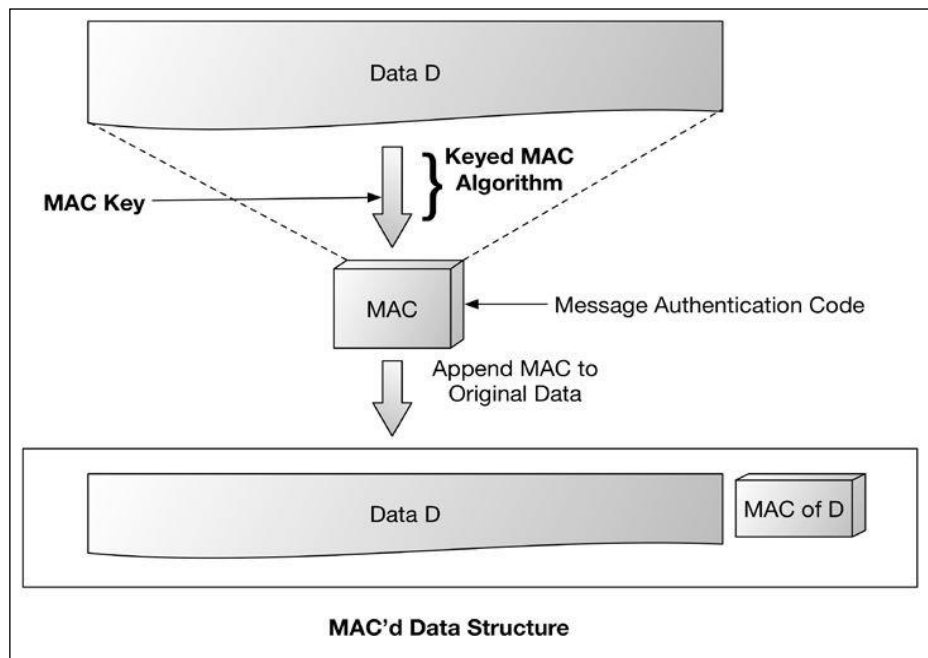 Data D
Keyed MAC
Algorithm
MAC Key
MAC
Message Authentication Code
Append MAC to
Original Data
Data D
MAC of D
MAC’d Data Structure